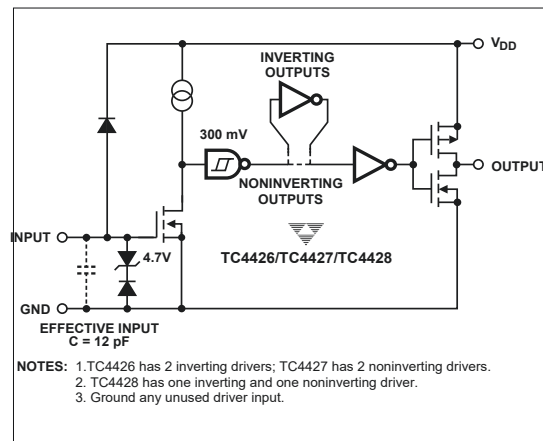 VDD
INVERTING
OUTPUTS
300 mV
OUTPUT
NONINVERTING
OUTPUTS
INPUT
4.7V
TC4426/TC4427/TC4428
GND
EFFECTIVE INPUT
C = 12 pF
NOTES: 1.TC4426 has 2 inverting drivers; TC4427 has 2 noninverting drivers.
2. TC4428 has one inverting and one noninverting driver.
3. Ground any unused driver input.